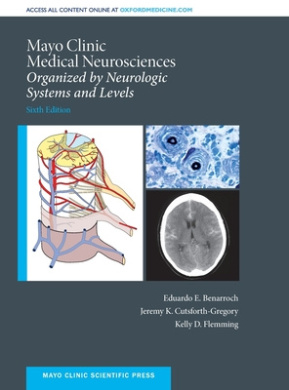 ACCESS ALL CONTENT ONLINE AT OXFORDMEDICINE.COM
Mayo Clinic
Medical Neurosciences
Organized by Neurologic
Systems and Levels
Sixth Edition
Eduardo E. Benarroch
Jeremy K. Cutsforth-Gregory
Kelly D. Flemming
MAYO CLINIC SCIENTIFIC PRESS